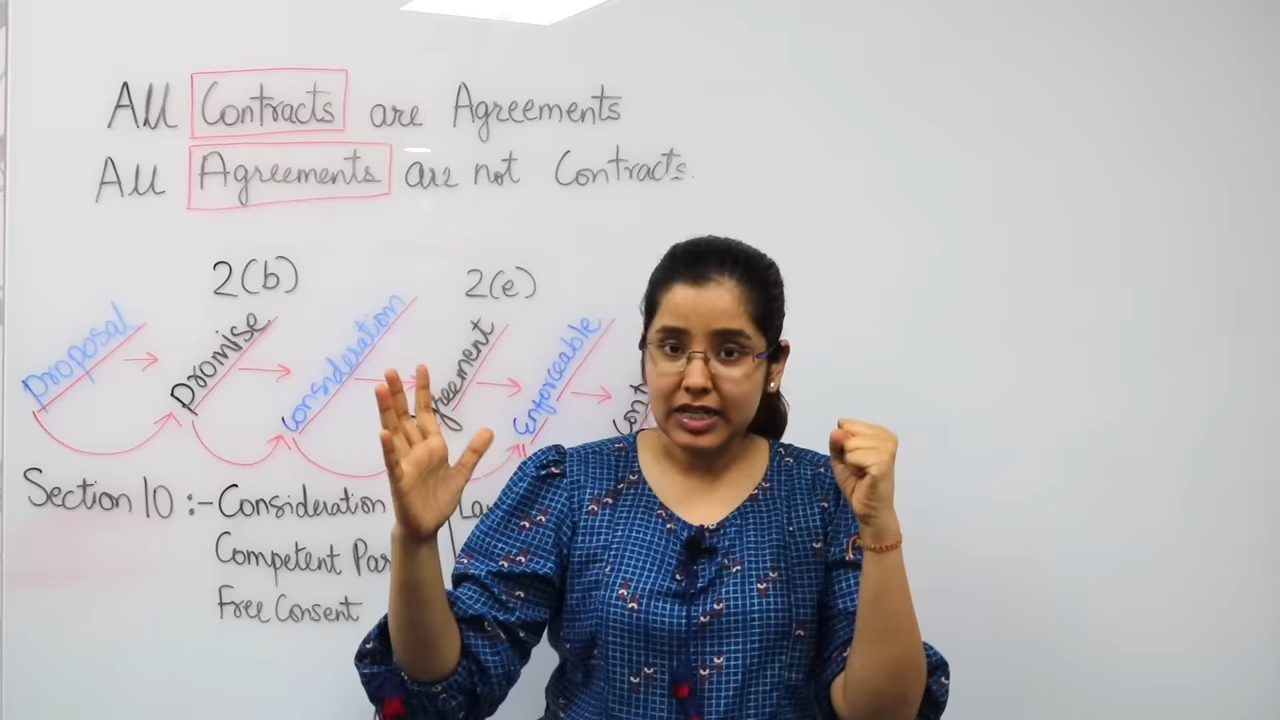 All Contracts are Agreements
All Agreements are not Contracts.
2(b) 2(e)
proposal → promise → consideration → → Enforceable →
Section 10 :- Consideration
Competent
Free Consent